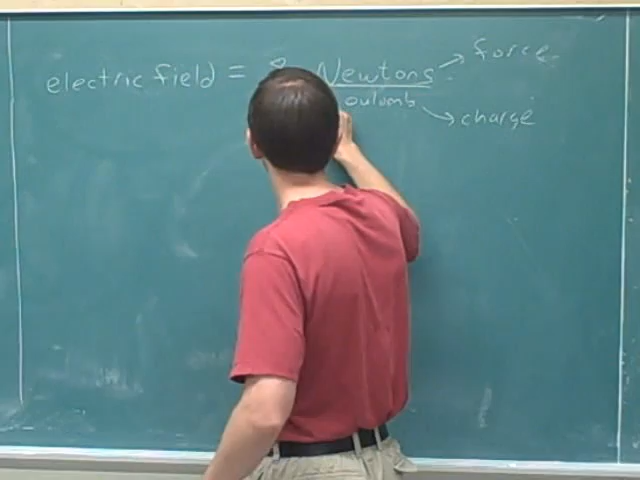 electric field = Newtons → force
oulomb → charge